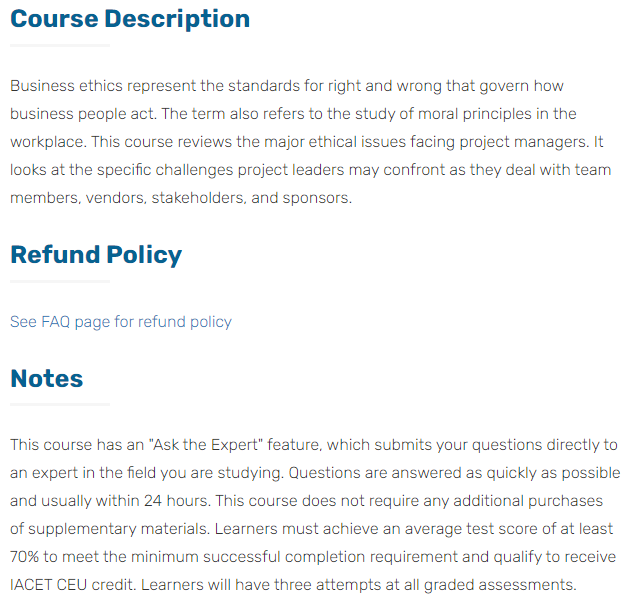 Course Description
Business ethics represent the standards for right and wrong that govern how
business people act. The term also refers to the study of moral principles in the
workplace. This course reviews the major ethical issues facing project managers. It
looks at the specific challenges project leaders may confront as they deal with team
members, vendors, stakeholders, and sponsors.
Refund Policy
See FAQ page for refund policy
Notes
This course has an "Ask the Expert" feature, which submits your questions directly to
an expert in the field you are studying. Questions are answered as quickly as possible
and usually within 24 hours. This course does not require any additional purchases
of supplementary materials. Learners must achieve an average test score of at least
70% to meet the minimum successful completion requirement and qualify to receive
IACET CEU credit. Learners will have three attempts at all graded assessments.